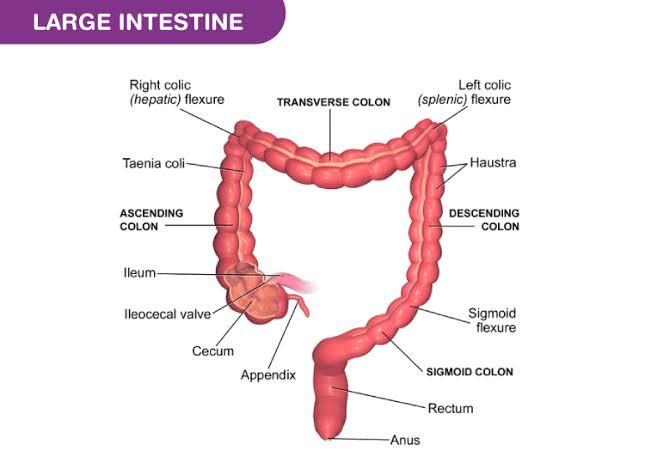 LARGE INTESTINE
Right colic
(hepatic) flexure
TRANSVERSE COLON
Left colic
(splenic) flexure
Taenia coli
Haustra
ASCENDING
COLON
DESCENDING
COLON
Ileum
Ileocecal valve
Sigmoid
flexure
Cecum
Appendix
SIGMOID COLON
Rectum
Anus